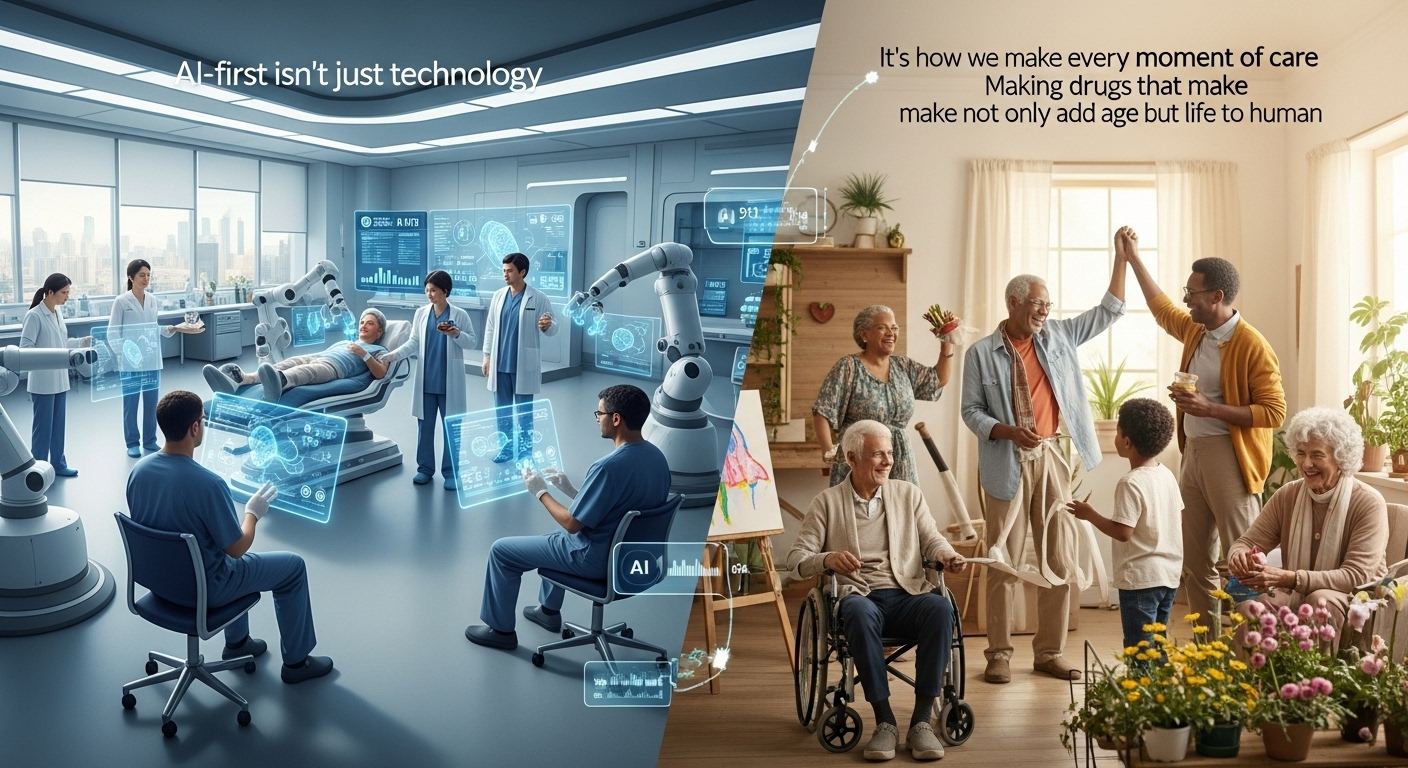 AI-first isn't just technology
It's how we make every moment of care
Making drugs that make
make not only add age but life to human
AI